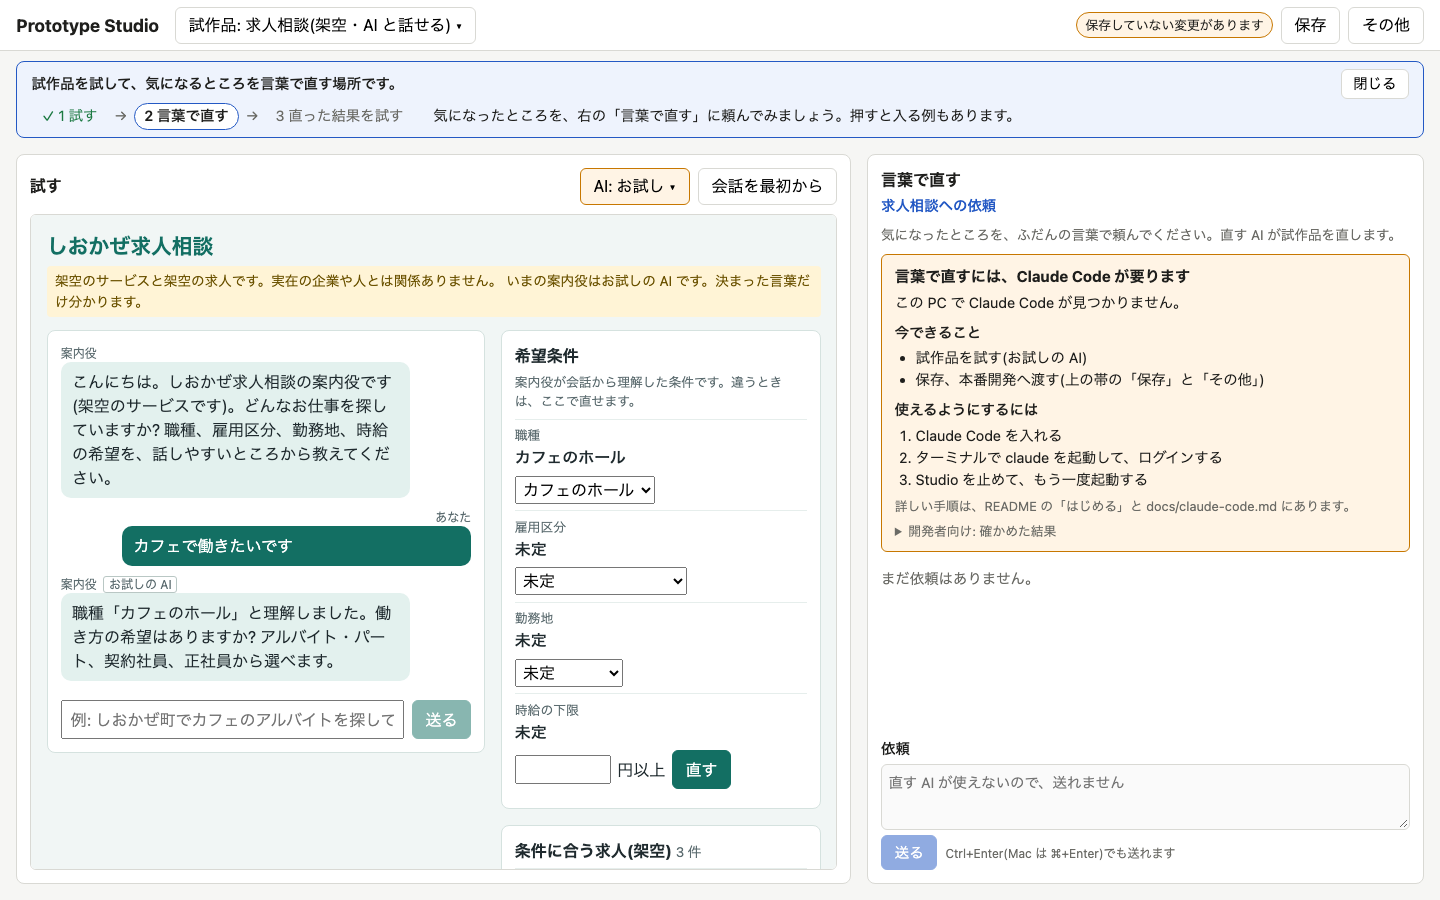 Prototype Studio
試作品: 求人相談(架空・AI と話せる) ▾
保存していない変更があります
保存
その他
試作品を試して、気になるところを言葉で直す場所です。
閉じる
✓ 1 試す → 2 言葉で直す → 3 直った結果を試す 気になったところを、右の「言葉で直す」に頼んでみましょう。押すと入る例もあります。
試す
AI: お試し ▾
会話を最初から
しおかぜ求人相談
架空のサービスと架空の求人です。実在の企業や人とは関係ありません。 いまの案内役はお試しの AI です。決まった言葉だ
け分かります。
案内役
こんにちは。しおかぜ求人相談の案内役です
(架空のサービスです)。どんなお仕事を探し
ていますか? 職種、雇用区分、勤務地、時給
の希望を、話しやすいところから教えてくだ
さい。
あなた
カフェで働きたいです
案内役 お試しの AI
職種「カフェのホール」と理解しました。働
き方の希望はありますか? アルバイト・パー
ト、契約社員、正社員から選べます。
例: しおかぜ町でカフェのアルバイトを探して
送る
希望条件
案内役が会話から理解した条件です。違うとき
は、ここで直せます。
職種
カフェのホール
カフェのホール
雇用区分
未定
未定
勤務地
未定
未定
時給の下限
未定
円以上
直す
条件に合う求人(架空) 3 件
言葉で直す
求人相談への依頼
気になったところを、ふだんの言葉で頼んでください。直す AI が試作品を直します。
言葉で直すには、Claude Code が要ります
この PC で Claude Code が見つかりません。
今できること
• 試作品を試す(お試しの AI)
• 保存、本番開発へ渡す(上の帯の「保存」と「その他」)
使えるようにするには
1. Claude Code を入れる
2. ターミナルで claude を起動して、ログインする
3. Studio を止めて、もう一度起動する
詳しい手順は、README の「はじめる」と docs/claude-code.md にあります。
▶ 開発者向け: 確かめた結果
まだ依頼はありません。
依頼
直す AI が使えないので、送れません
送る
Ctrl+Enter(Mac は ⌘+Enter)でも送れます